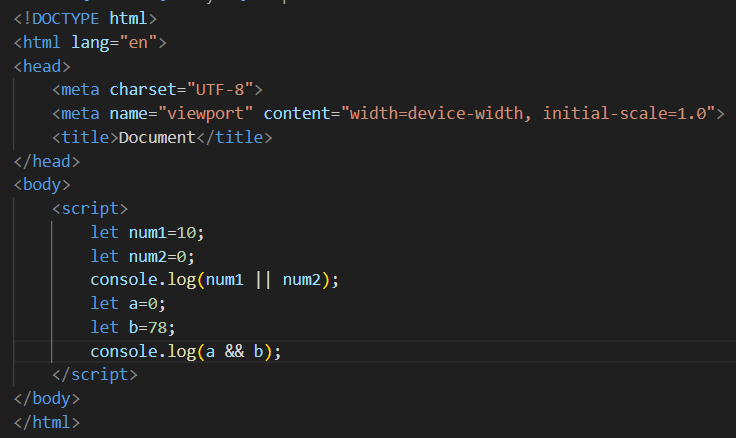 <!DOCTYPE html>
<html lang="en">
<head>
    <meta charset="UTF-8">
    <meta name="viewport" content="width=device-width, initial-scale=1.0">
    <title>Document</title>
</head>
<body>
    <script>
        let num1=10;
        let num2=0;
        console.log(num1 || num2);
        let a=0;
        let b=78;
        console.log(a && b);
    </script>
</body>
</html>